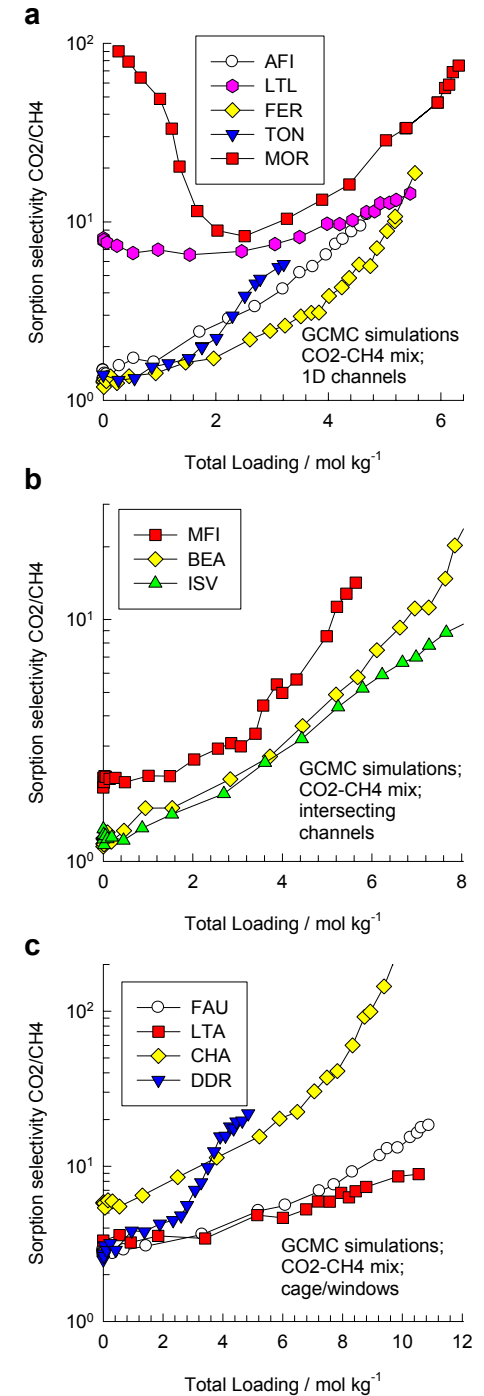 a
10²
AFI
LTL
FER
TON
MOR
10¹
Sorption selectivity CO2/CH4
GCMC simulations
CO2-CH4 mix;
1D channels
10⁰
0
2
4
6
Total Loading / mol kg⁻¹
b
MFI
BEA
ISV
10¹
Sorption selectivity CO2/CH4
GCMC simulations;
CO2-CH4 mix;
intersecting
channels
10⁰
0
2
4
6
8
Total Loading / mol kg⁻¹
c
FAU
LTA
CHA
DDR
10²
Sorption selectivity CO2/CH4
10¹
GCMC simulations;
CO2-CH4 mix;
cage/windows
10⁰
0
2
4
6
8
10
12
Total Loading / mol kg⁻¹